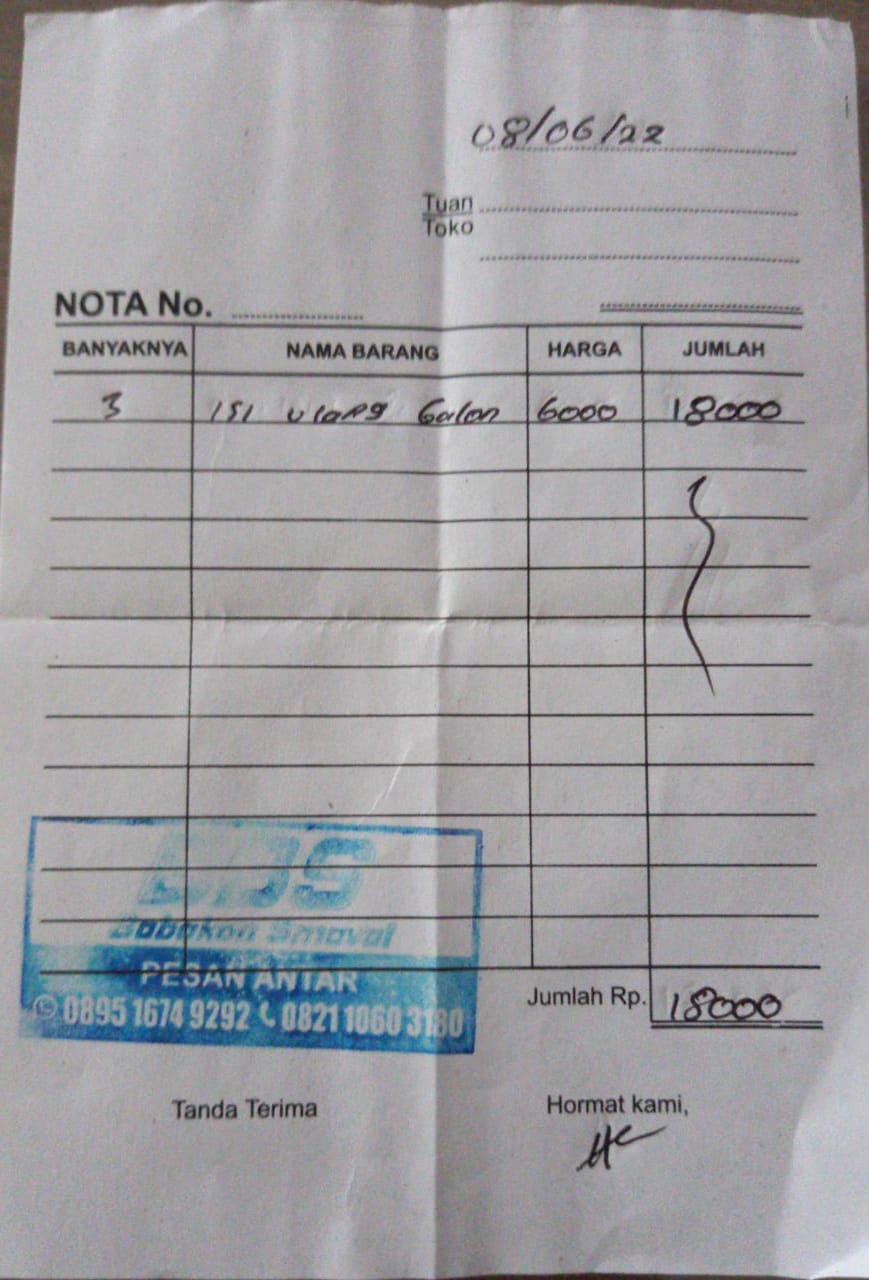 08/06/22
Tuan
Toko
NOTA No.
BANYAKNYA NAMA BARANG HARGA JUMLAH
3 isi ulang Galon 6000 18000
PESAN ANTAR
0895 1674 9292 0821 1060 3180
Jumlah Rp. 18000
Tanda Terima Hormat kami,